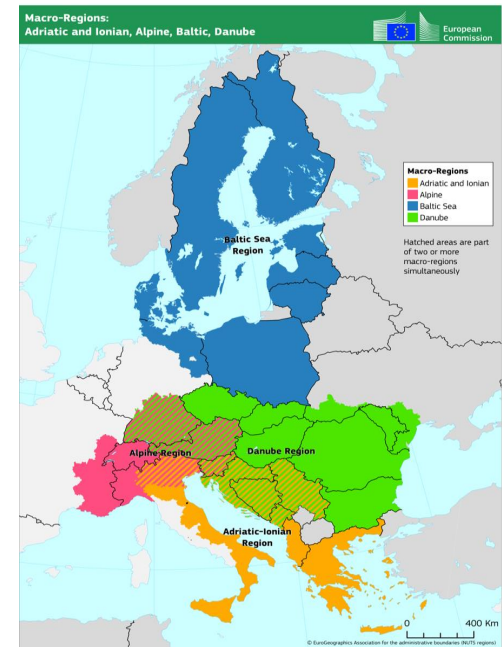 Macro-Regions:
Adriatic and Ionian, Alpine, Baltic, Danube
European
Commission
Macro-Regions
Adriatic and Ionian
Alpine
Baltic Sea
Danube
Hatched areas are part
of two or more
macro-regions
simultaneously
Baltic Sea
Region
Alpine Region
Danube Region
Adriatic-Ionian
Region
0 400 Km
© EuroGeographics Association for the administrative boundaries (NUTS regions)